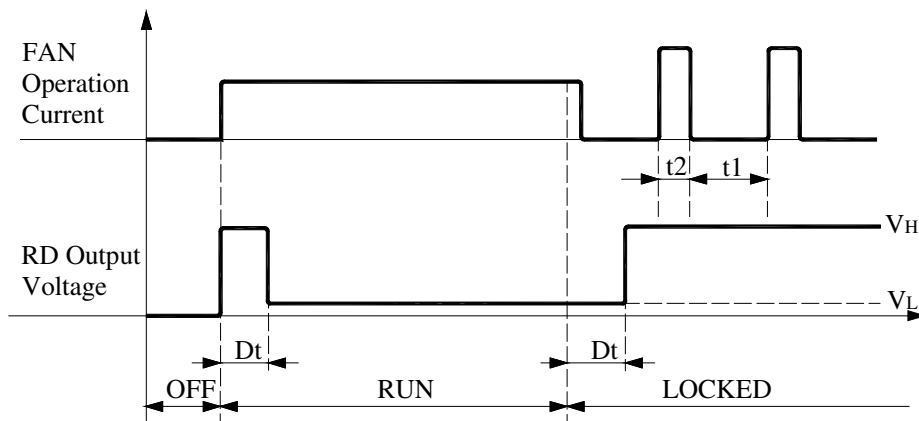 FAN
Operation
Current
t2
t1
VH
RD Output
Voltage
VL
Dt
Dt
OFF
RUN
LOCKED